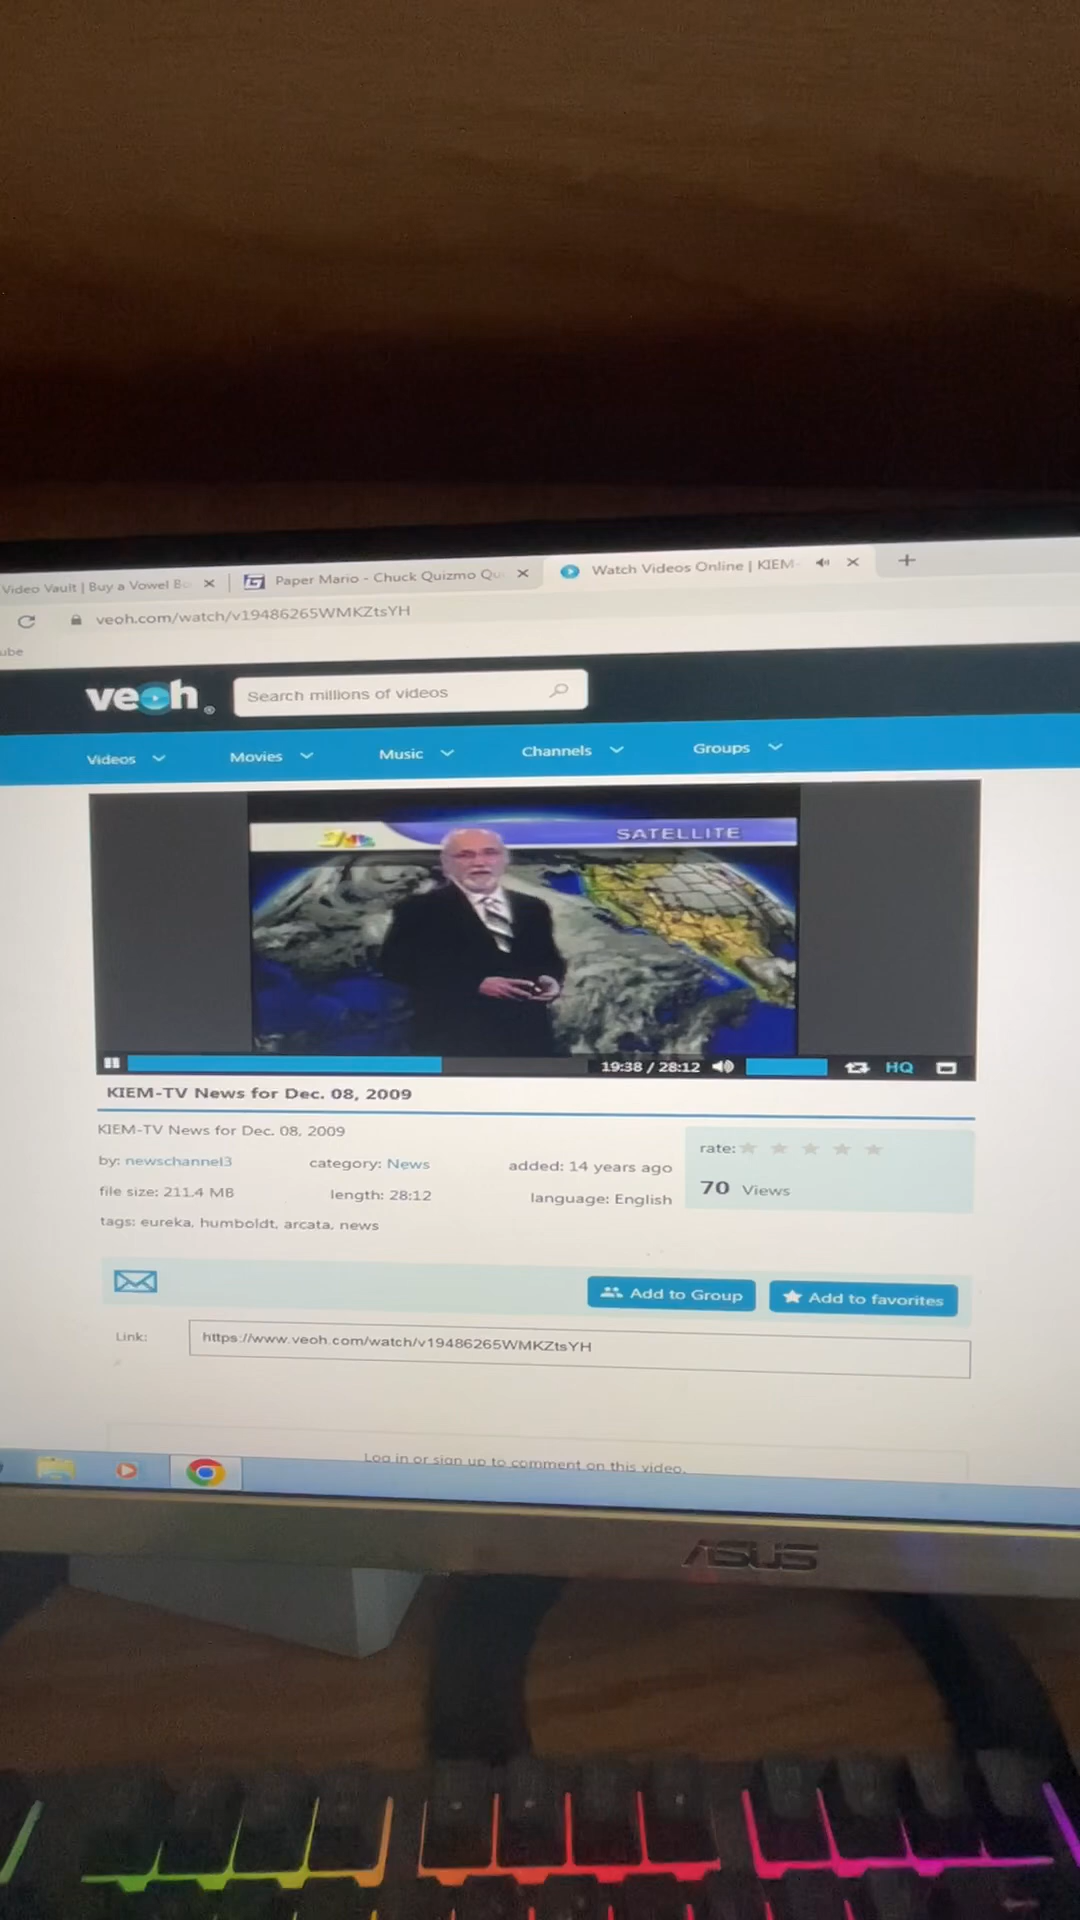 Video Vault | Buy a Vowel Bo
Paper Mario - Chuck Quizmo Qu
Watch Videos Online | KIEM-
veoh.com/watch/v19486265WMKZtsYH
ube
veoh
Search millions of videos
Videos
Movies
Music
Channels
Groups
3
SATELLITE
19:38 / 28:12
HQ
KIEM-TV News for Dec. 08, 2009
KIEM-TV News for Dec. 08, 2009
by: newschannel3
category: News
added: 14 years ago
file size: 211.4 MB
length: 28:12
language: English
tags: eureka, humboldt, arcata, news
rate:
70 Views
Add to Group
Add to favorites
Link:
https://www.veoh.com/watch/v19486265WMKZtsYH
Log in or sign up to comment on this video.
ASUS